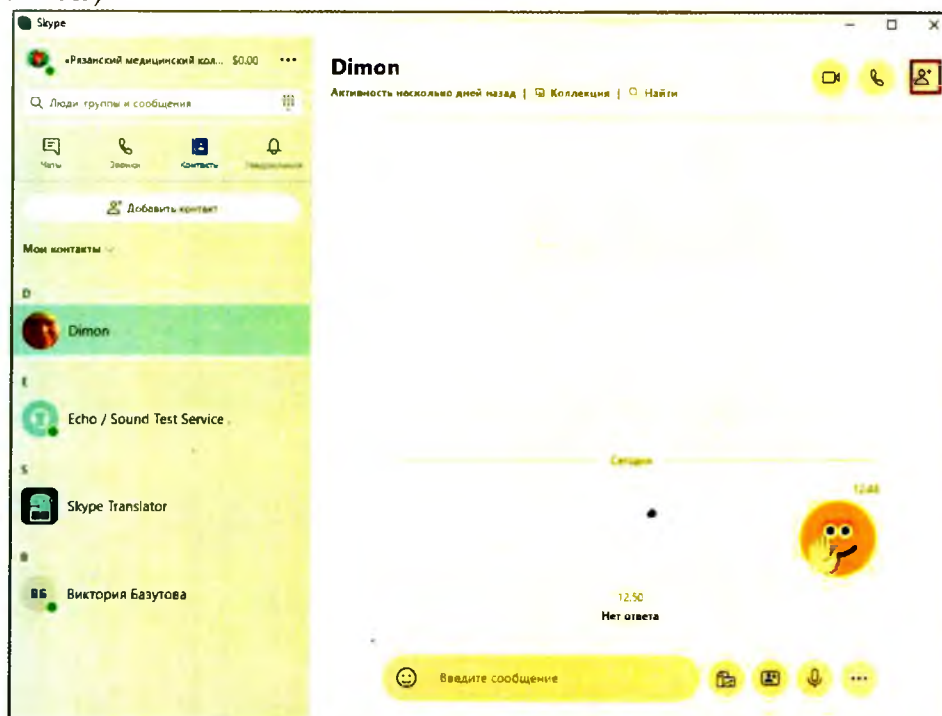 Skype
«Рязанский медицинский кол... $0.00 •••
Люди, группы и сообщения
Чаты Звонки Контакты
Добавить контакт
Мои контакты
D
Dimon
E
Echo / Sound Test Service .
S
Skype Translator
В
ВБ Виктория Базутова
Dimon
Активность несколько дней назад | Коллекция | Найти
Сегодня
12:48
12:50
Нет ответа
Введите сообщение